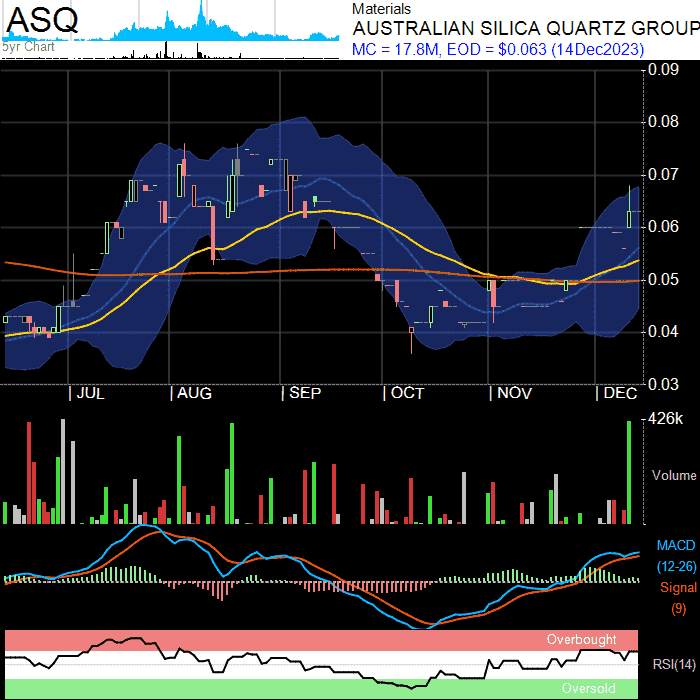 ASQ
5yr Chart
Materials
AUSTRALIAN SILICA QUARTZ GROUP
MC = 17.8M, EOD = $0.063 (14Dec2023)
0.09
0.08
0.07
0.06
0.05
0.04
0.03
JUL AUG SEP OCT NOV DEC
426k
Volume
MACD
(12-26)
Signal
(9)
Overbought
RSI(14)
Oversold